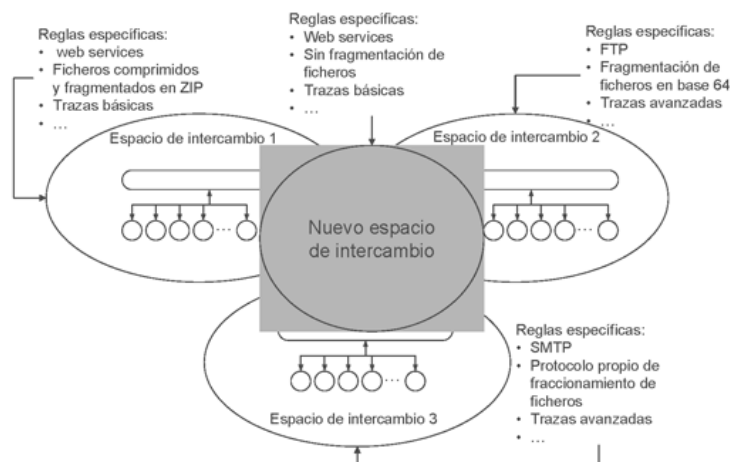 Reglas específicas:
• web services
• Ficheros comprimidos
y fragmentados en ZIP
• Trazas básicas
• ...
Reglas específicas:
• Web services
• Sin fragmentación de
ficheros
• Trazas básicas
• ...
Reglas específicas:
• FTP
• Fragmentación de
ficheros en base 64
• Trazas avanzadas
• ...
Espacio de intercambio 1
Espacio de intercambio 2
...
...
Nuevo espacio
de intercambio
Reglas específicas:
• SMTP
• Protocolo propio de
fraccionamiento de
ficheros
• Trazas avanzadas
• ...
...
Espacio de intercambio 3